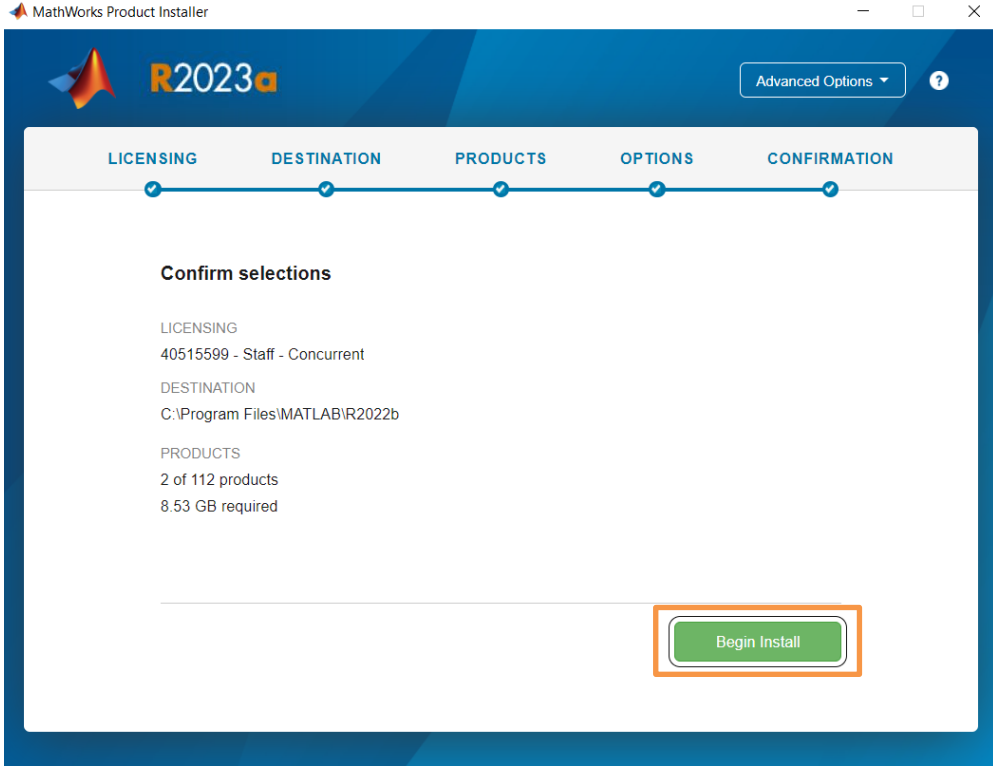 MathWorks Product Installer
R2023a
Advanced Options
?
LICENSING DESTINATION PRODUCTS OPTIONS CONFIRMATION
Confirm selections
LICENSING
40515599 - Staff - Concurrent
DESTINATION
C:\Program Files\MATLAB\R2022b
PRODUCTS
2 of 112 products
8.53 GB required
Begin Install